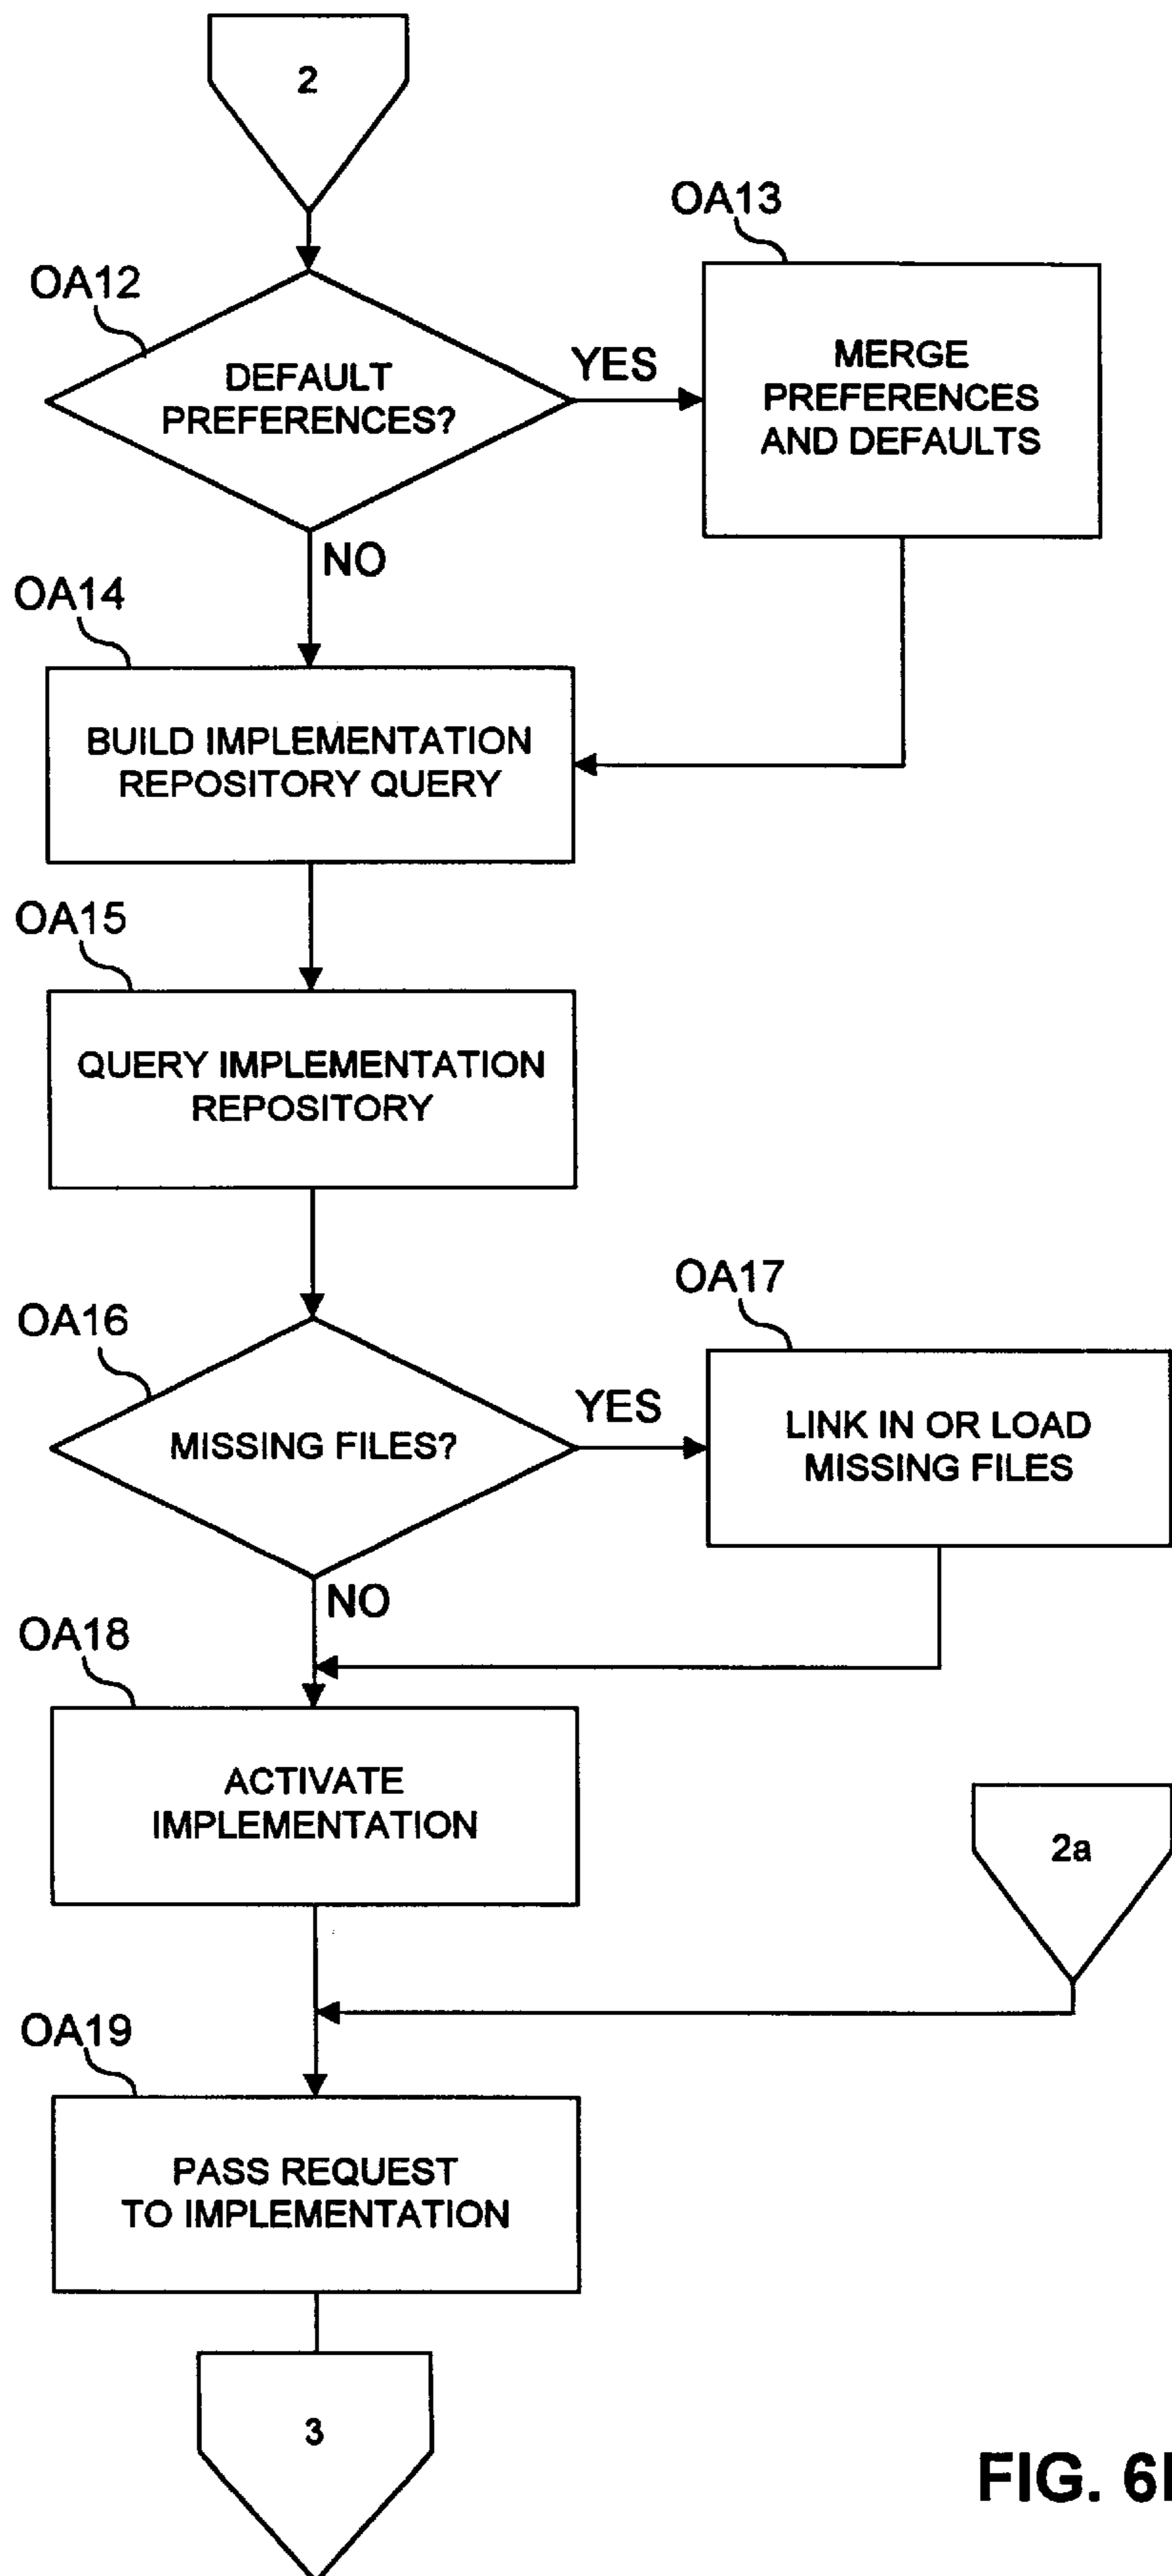 2
OA13
OA12
DEFAULT
PREFERENCES?
YES
MERGE
PREFERENCES
AND DEFAULTS
NO
OA14
BUILD IMPLEMENTATION
REPOSITORY QUERY
OA15
QUERY IMPLEMENTATION
REPOSITORY
OA17
OA16
MISSING FILES?
YES
LINK IN OR LOAD
MISSING FILES
NO
OA18
ACTIVATE
IMPLEMENTATION
2a
OA19
PASS REQUEST
TO IMPLEMENTATION
3
FIG.